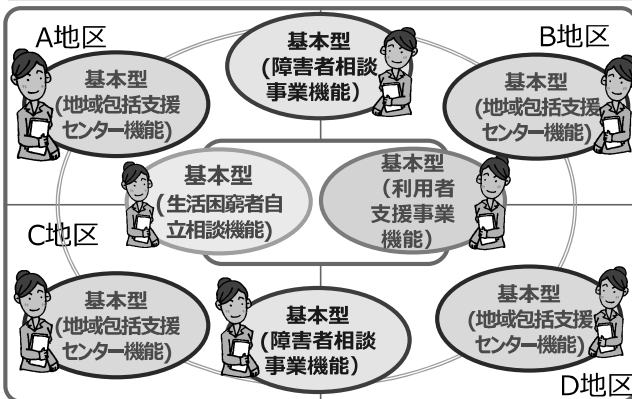 A地区
基本型
(障害者相談
事業機能)
B地区
基本型
(地域包括支援
センター機能)
基本型
(地域包括支援
センター機能)
基本型
(生活困窮者自
立相談機能)
基本型
(利用者
支援事業
機能)
C地区
基本型
(地域包括支援
センター機能)
基本型
(障害者相談
事業機能)
基本型
(地域包括支援
センター機能)
D地区